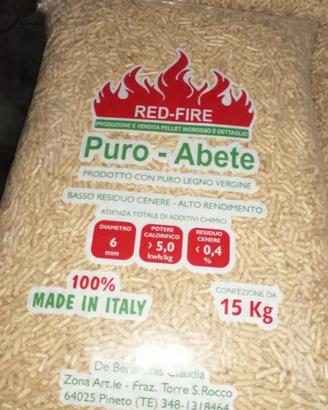 RED-FIRE
PRODUZIONE E VENDITA PELLET INGROSSO E DETTAGLIO
Puro - Abete
PRODOTTO CON PURO LEGNO VERGINE
BASSO RESIDUO CENERE - ALTO RENDIMENTO
ASSENZA TOTALE DI ADDITIVI CHIMICI
DIAMETRO
6
mm
POTERE
CALORIFICO
> 5,0
kwh/kg
RESIDUO
CENERE
< 0,4
%
100%
MADE IN ITALY
CONFEZIONE DA
15 Kg
De Claudia
Zona Art.le - Fraz. Torre S.Rocco
64025 Pineto (TE) 348-1318464